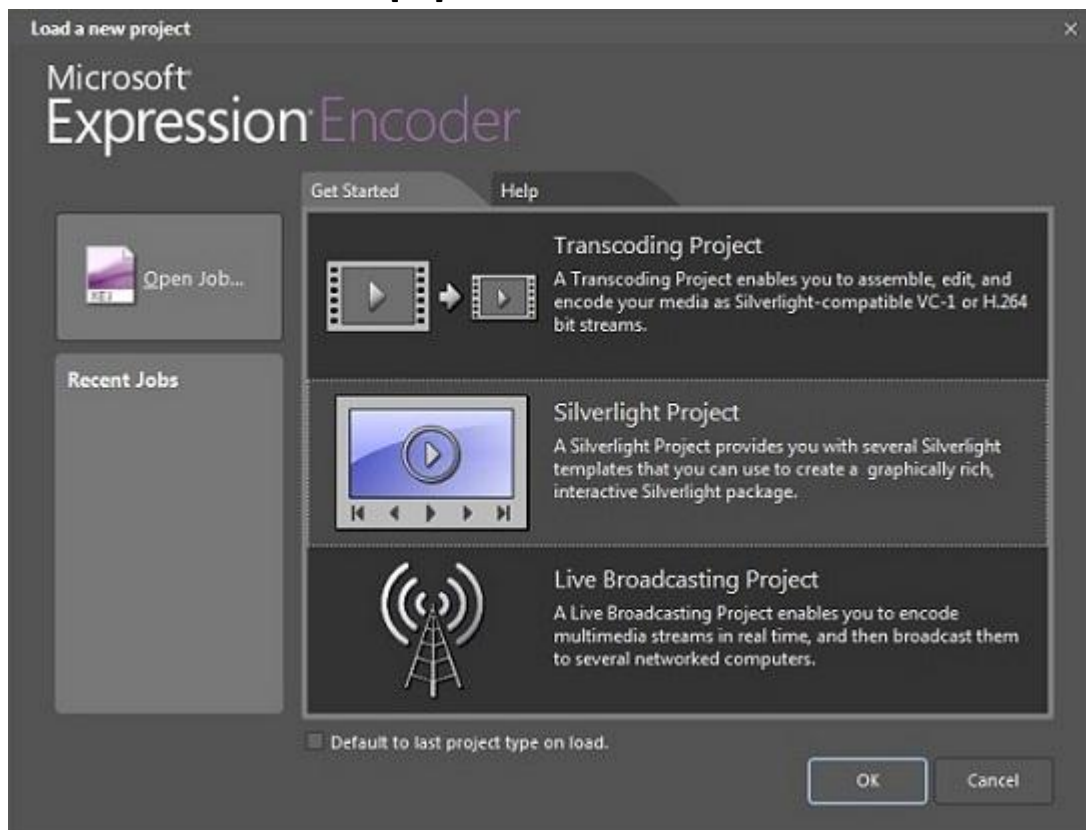 Load a new project
Microsoft
Expression Encoder
Get Started
Help
Open Job...
Recent Jobs
Transcoding Project
A Transcoding Project enables you to assemble, edit, and
encode your media as Silverlight-compatible VC-1 or H.264
bit streams.
Silverlight Project
A Silverlight Project provides you with several Silverlight
templates that you can use to create a graphically rich,
interactive Silverlight package.
Live Broadcasting Project
A Live Broadcasting Project enables you to encode
multimedia streams in real time, and then broadcast them
to several networked computers.
Default to last project type on load.
OK
Cancel